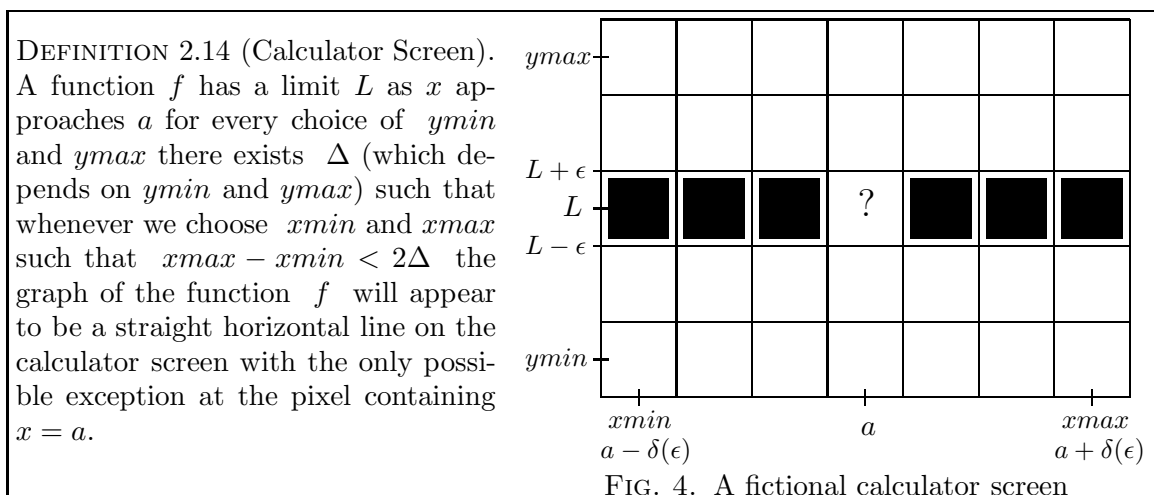 DEFINITION 2.14 (Calculator Screen).
A function f has a limit L as x ap-
proaches a for every choice of ymin
and ymax there exists Δ (which de-
pends on ymin and ymax) such that
whenever we choose xmin and xmax
such that xmax − xmin < 2Δ the
graph of the function f will appear
to be a straight horizontal line on the
calculator screen with the only possi-
ble exception at the pixel containing
x = a.
ymax
L + ϵ
L
?
L − ϵ
ymin
xmin
a
xmax
a − δ(ϵ)
a + δ(ϵ)
FIG. 4. A fictional calculator screen